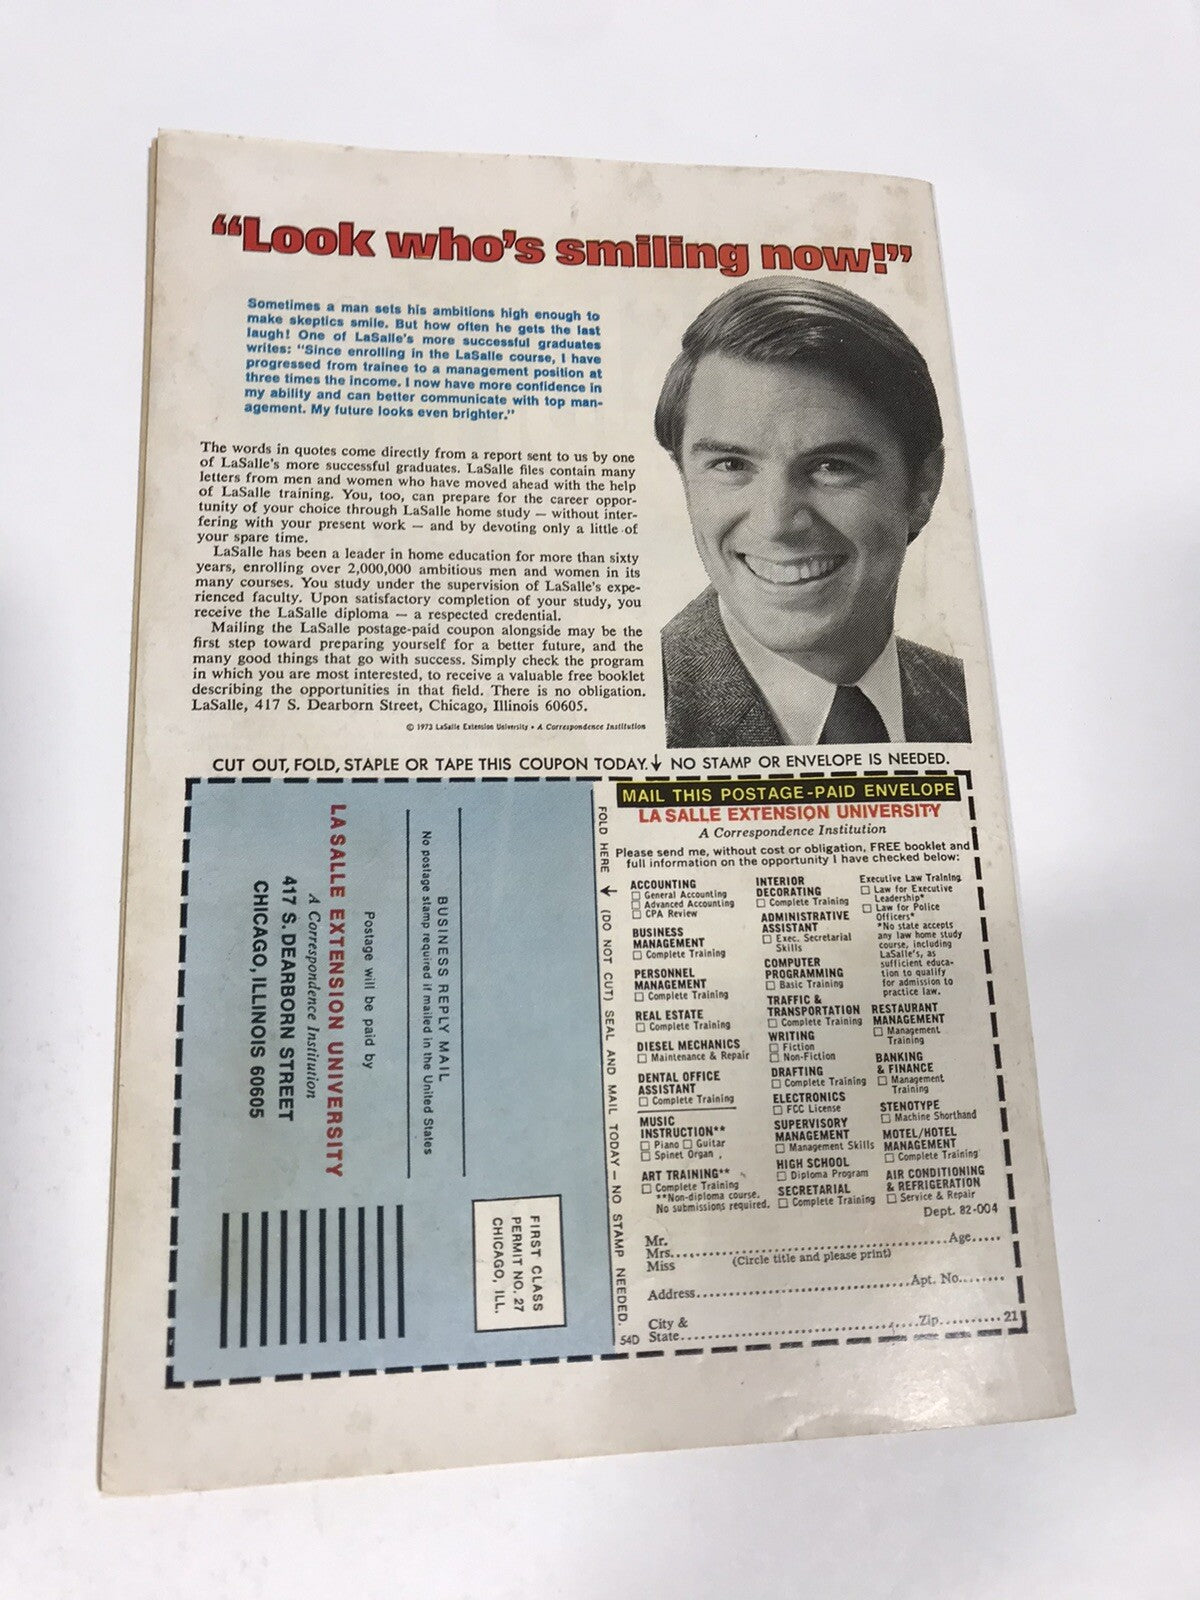 “Look who’s smiling now!”
Sometimes a man sets his ambitions high enough to
make skeptics smile. But how often he gets the last
laugh! One of LaSalle's more successful graduates
writes: "Since enrolling in the LaSalle course, I have
progressed from trainee to a management position at
three times the income. I now have more confidence in
my ability and can better communicate with top man-
agement. My future looks even brighter."
The words in quotes come directly from a report sent to us by one
of LaSalle's more successful graduates. LaSalle files contain many
letters from men and women who have moved ahead with the help
of LaSalle training. You, too, can prepare for the career oppor-
tunity of your choice through LaSalle home study — without inter-
fering with your present work — and by devoting only a little of
your spare time.
LaSalle has been a leader in home education for more than sixty
years, enrolling over 2,000,000 ambitious men and women in its
many courses. You study under the supervision of LaSalle's expe-
rienced faculty. Upon satisfactory completion of your study, you
receive the LaSalle diploma — a respected credential.
Mailing the LaSalle postage-paid coupon alongside may be the
first step toward preparing yourself for a better future, and the
many good things that go with success. Simply check the program
in which you are most interested, to receive a valuable free booklet
describing the opportunities in that field. There is no obligation.
LaSalle, 417 S. Dearborn Street, Chicago, Illinois 60605.
© 1973 LaSalle Extension University • A Correspondence Institution
CUT OUT, FOLD, STAPLE OR TAPE THIS COUPON TODAY.↓ NO STAMP OR ENVELOPE IS NEEDED.
FIRST CLASS
PERMIT NO. 27
CHICAGO, ILL.
BUSINESS REPLY MAIL
No postage stamp required if mailed in the United States
Postage will be paid by
LA SALLE EXTENSION UNIVERSITY
A Correspondence Institution
417 S. DEARBORN STREET
CHICAGO, ILLINOIS 60605
FOLD HERE → (DO NOT CUT) SEAL AND MAIL TODAY — NO STAMP NEEDED.
MAIL THIS POSTAGE-PAID ENVELOPE
LA SALLE EXTENSION UNIVERSITY
A Correspondence Institution
Please send me, without cost or obligation, FREE booklet and
full information on the opportunity I have checked below:
ACCOUNTING
☐ General Accounting
☐ Advanced Accounting
☐ CPA Review
BUSINESS
MANAGEMENT
☐ Complete Training
PERSONNEL
MANAGEMENT
☐ Complete Training
REAL ESTATE
☐ Complete Training
DIESEL MECHANICS
☐ Maintenance & Repair
DENTAL OFFICE
ASSISTANT
☐ Complete Training
MUSIC
INSTRUCTION**
☐ Piano ☐ Guitar
☐ Spinet Organ
ART TRAINING**
☐ Complete Training
**Non-diploma course.
No submissions required.
INTERIOR
DECORATING
☐ Complete Training
ADMINISTRATIVE
ASSISTANT
☐ Exec. Secretarial
Skills
COMPUTER
PROGRAMMING
☐ Basic Training
TRAFFIC &
TRANSPORTATION
☐ Complete Training
WRITING
☐ Fiction
☐ Non-Fiction
DRAFTING
☐ Complete Training
ELECTRONICS
☐ FCC License
SUPERVISORY
MANAGEMENT
☐ Management Skills
HIGH SCHOOL
☐ Diploma Program
SECRETARIAL
☐ Complete Training
Executive Law Training
☐ Law for Executive
Leadership*
☐ Law for Police
Officers*
*No state accepts
any law home study
course, including
LaSalle's, as
sufficient educa-
tion to qualify
for admission to
practice law.
RESTAURANT
MANAGEMENT
☐ Management
Training
BANKING
& FINANCE
☐ Management
Training
STENOTYPE
☐ Machine Shorthand
MOTEL/HOTEL
MANAGEMENT
☐ Complete Training
AIR CONDITIONING
& REFRIGERATION
☐ Service & Repair
Dept. 82-004
Mr.
Mrs. Age
Miss (Circle title and please print)
Address Apt. No.
City &
State Zip 21
54D